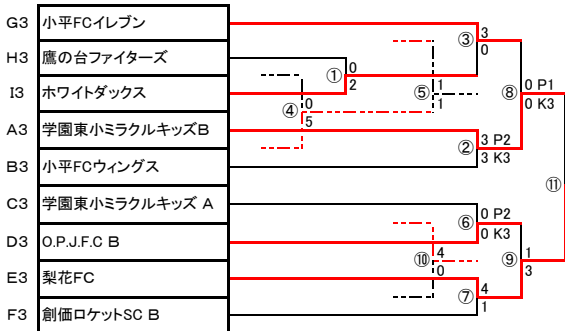 G3 小平FCイレブン
H3 鷹の台ファイターズ
I3 ホワイトダックス
A3 学園東小ミラクルキッズB
B3 小平FCウィングス
C3 学園東小ミラクルキッズ A
D3 O.P.J.F.C B
E3 梨花FC
F3 創価ロケットSC B
③ 3
0
① 0
2
⑤ 1
1
⑧ 0 P1
0 K3
④ 0
5
② 3 P2
3 K3
⑪
⑥ 0 P2
0 K3
⑩ 4
0
⑨ 1
3
⑦ 4
1